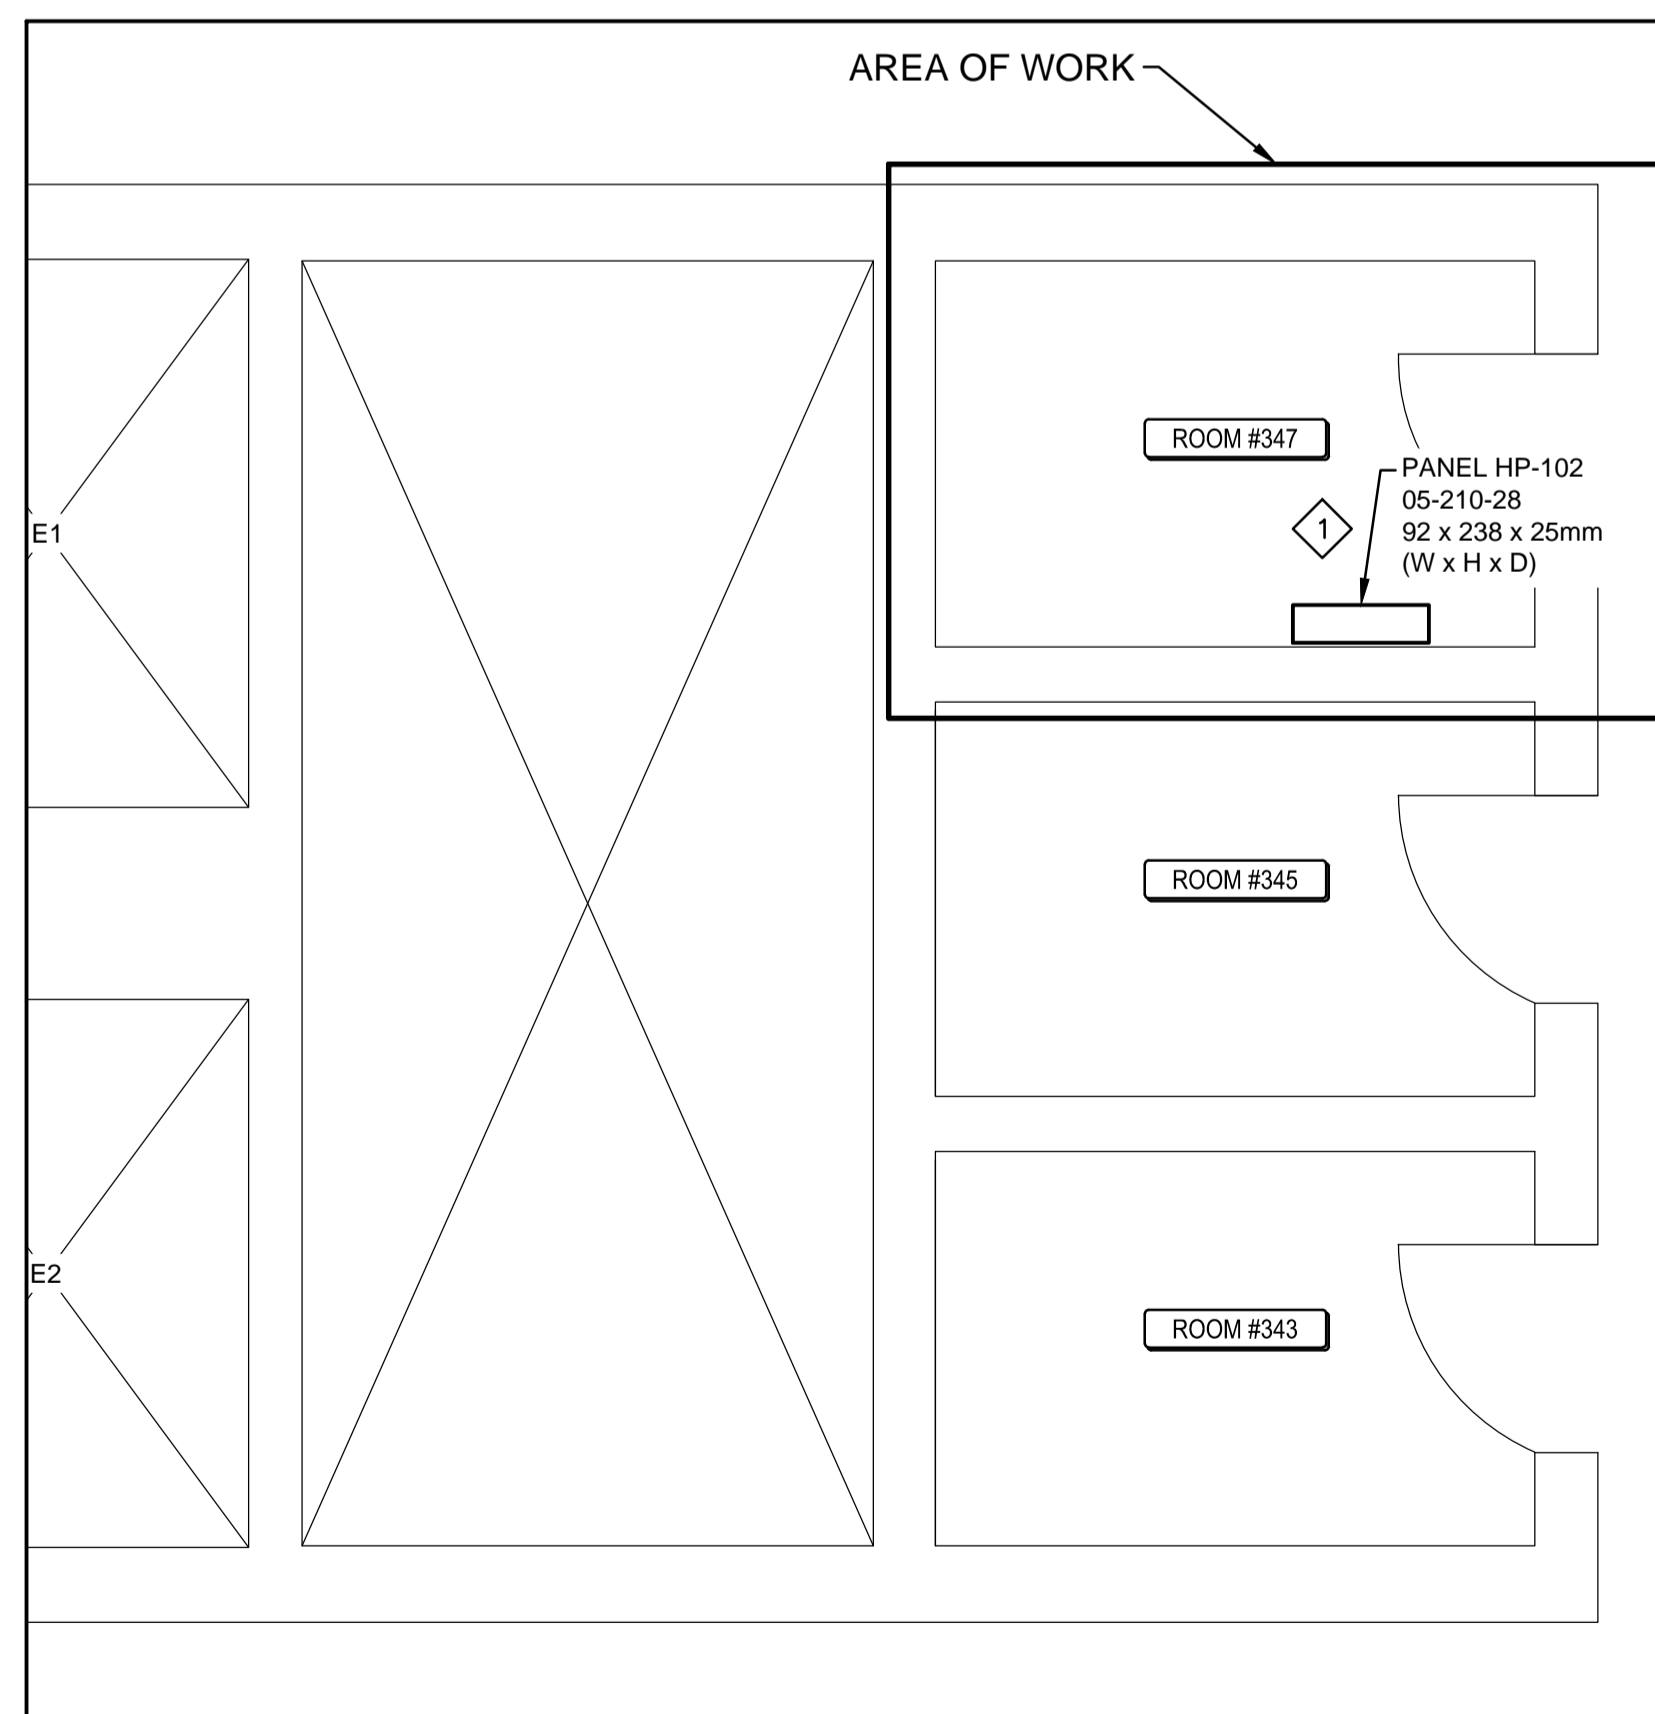 AREA OF WORK
ROOM #347
PANEL HP-102
05-210-28
92 x 238 x 25mm
(W x H x D)
1
E1
ROOM #345
E2
ROOM #343